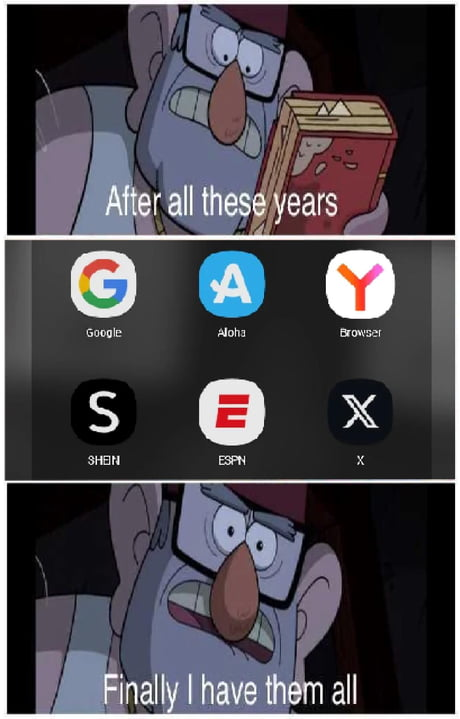 After all these years
G A Y
Google Aloha Browser
S E X
SHEIN ESPN X
Finally I have them all